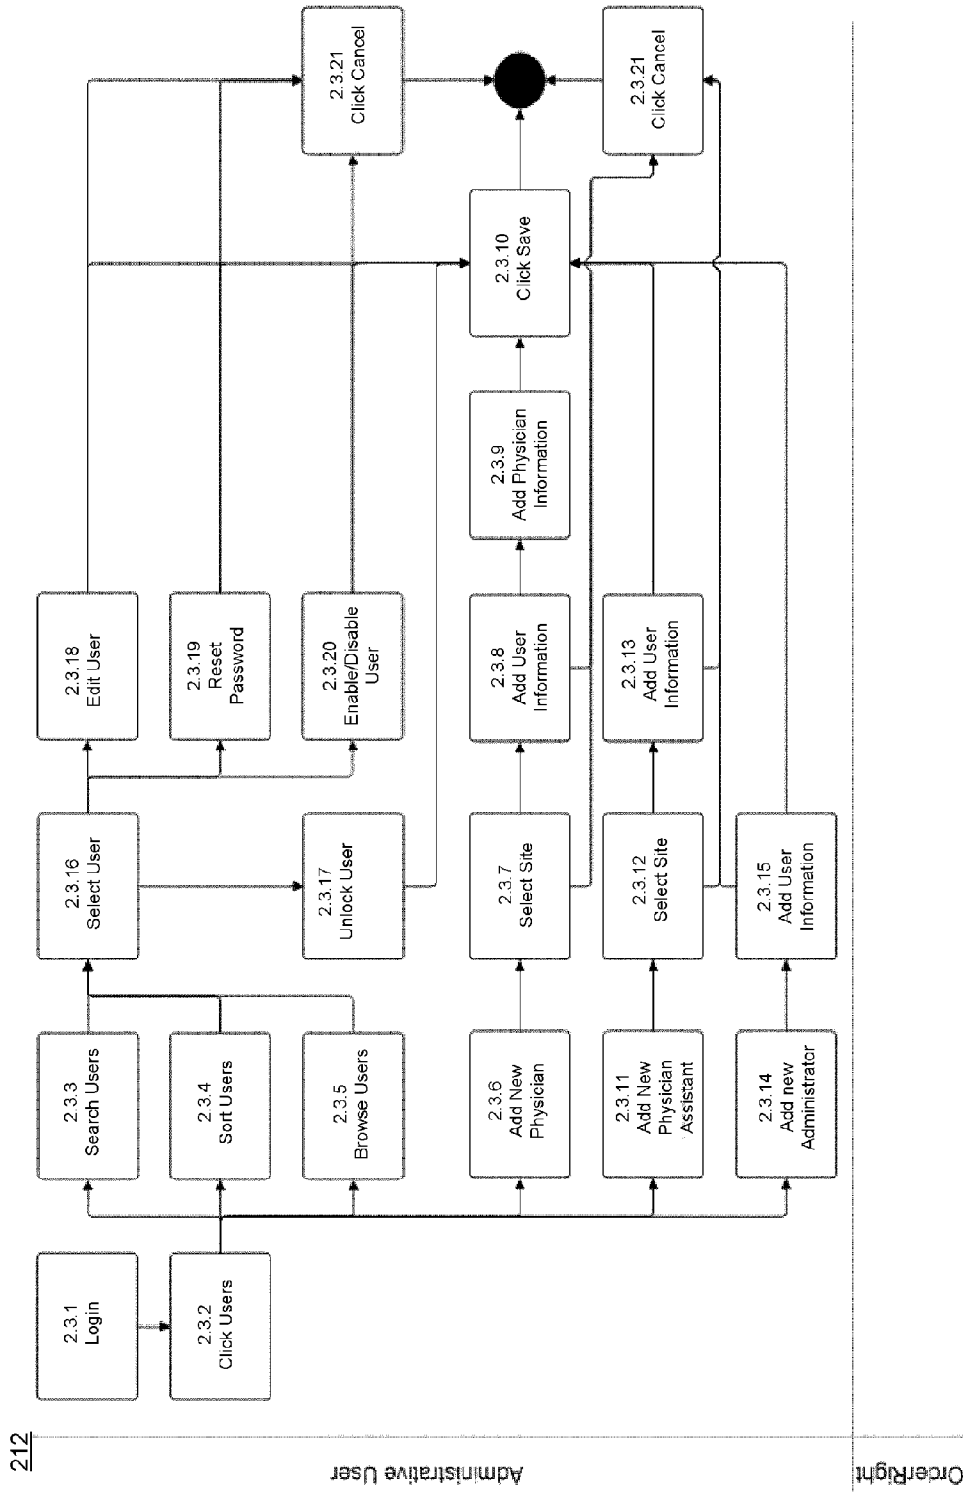 212
Administrative User
OrderRight
2.3.1
Login
2.3.2
Click Users
2.3.3
Search Users
2.3.4
Sort Users
2.3.5
Browse Users
2.3.6
Add New
Physician
2.3.11
Add New
Physician
Assistant
2.3.14
Add new
Administrator
2.3.16
Select User
2.3.17
Unlock User
2.3.7
Select Site
2.3.12
Select Site
2.3.15
Add User
Information
2.3.18
Edit User
2.3.19
Reset
Password
2.3.20
Enable/Disable
User
2.3.8
Add User
Information
2.3.13
Add User
Information
2.3.9
Add Physician
Information
2.3.10
Click Save
2.3.21
Click Cancel
2.3.21
Click Cancel